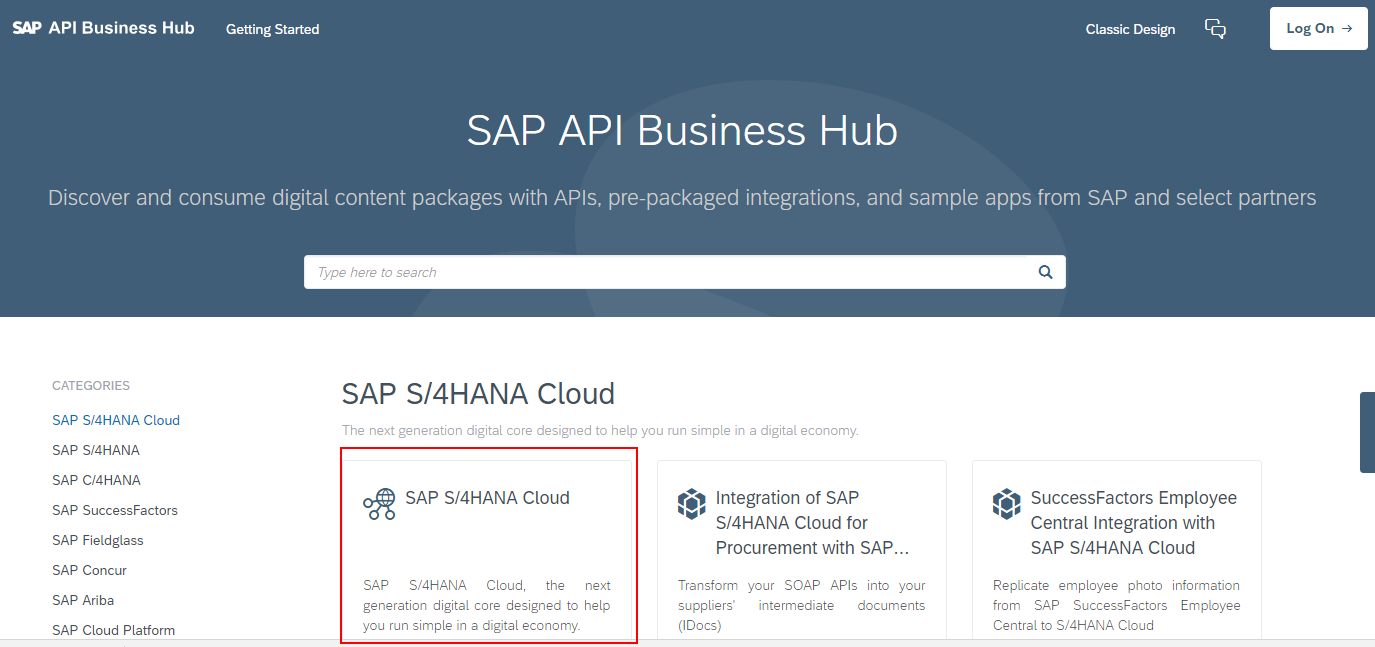 SAP API Business Hub
Getting Started
Classic Design
Log On →
SAP API Business Hub
Discover and consume digital content packages with APIs, pre-packaged integrations, and sample apps from SAP and select partners
Type here to search
CATEGORIES
SAP S/4HANA Cloud
SAP S/4HANA
SAP C/4HANA
SAP SuccessFactors
SAP Fieldglass
SAP Concur
SAP Ariba
SAP Cloud Platform
SAP S/4HANA Cloud
The next generation digital core designed to help you run simple in a digital economy.
SAP S/4HANA Cloud
SAP S/4HANA Cloud, the next
generation digital core designed to help
you run simple in a digital economy.
Integration of SAP
S/4HANA Cloud for
Procurement with SAP...
Transform your SOAP APIs into your
suppliers' intermediate documents
(IDocs)
SuccessFactors Employee
Central Integration with
SAP S/4HANA Cloud
Replicate employee photo information
from SAP SuccessFactors Employee
Central to S/4HANA Cloud